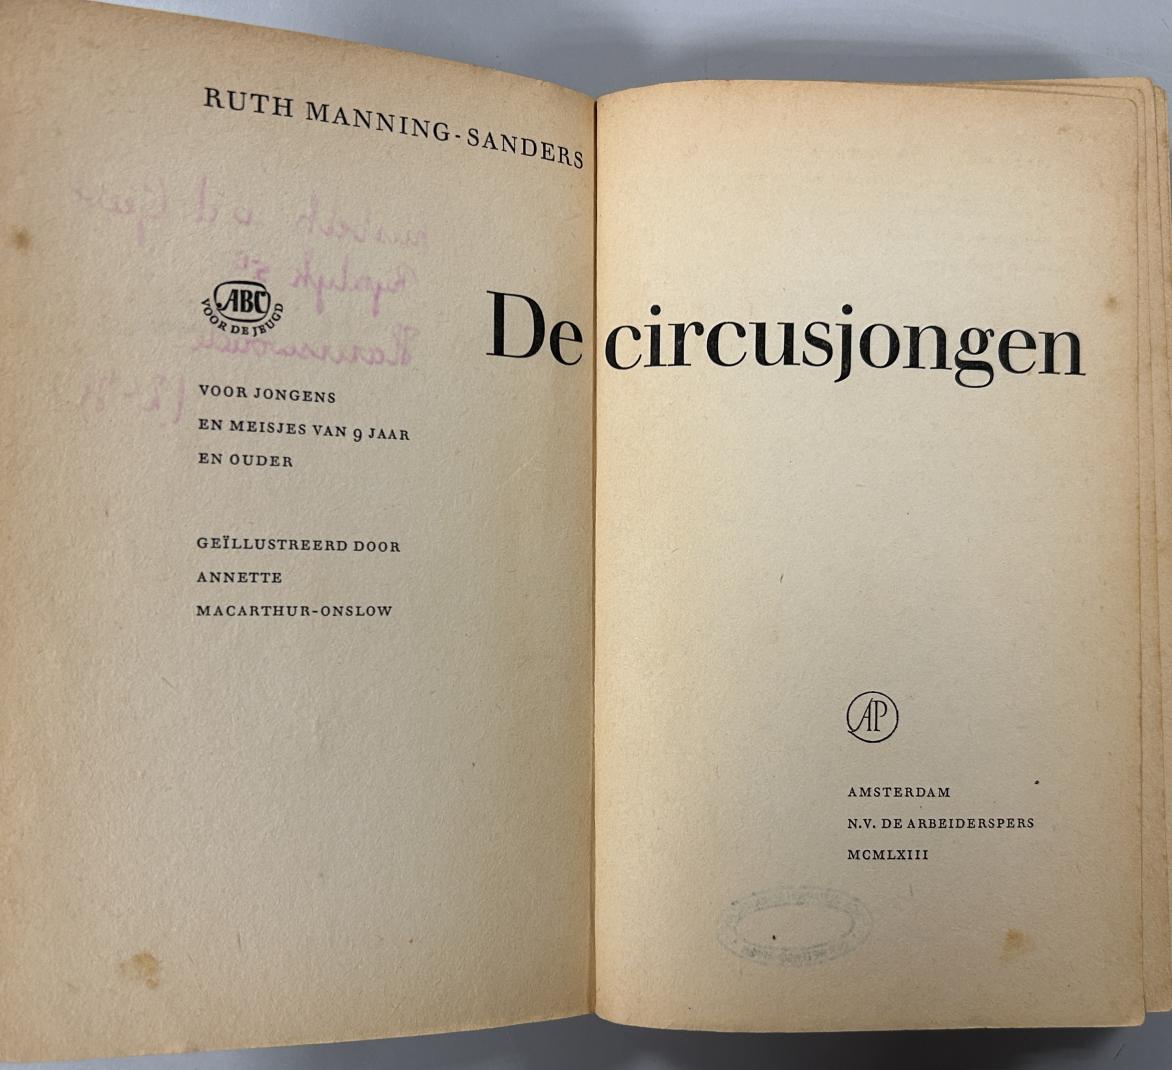 RUTH MANNING-SANDERS
ABC
VOOR DE JEUGD
De circusjongen
VOOR JONGENS
EN MEISJES VAN 9 JAAR
EN OUDER
GEÏLLUSTREERD DOOR
ANNETTE
MACARTHUR-ONSLOW
AP
AMSTERDAM
N.V. DE ARBEIDERSPERS
MCMLXIII